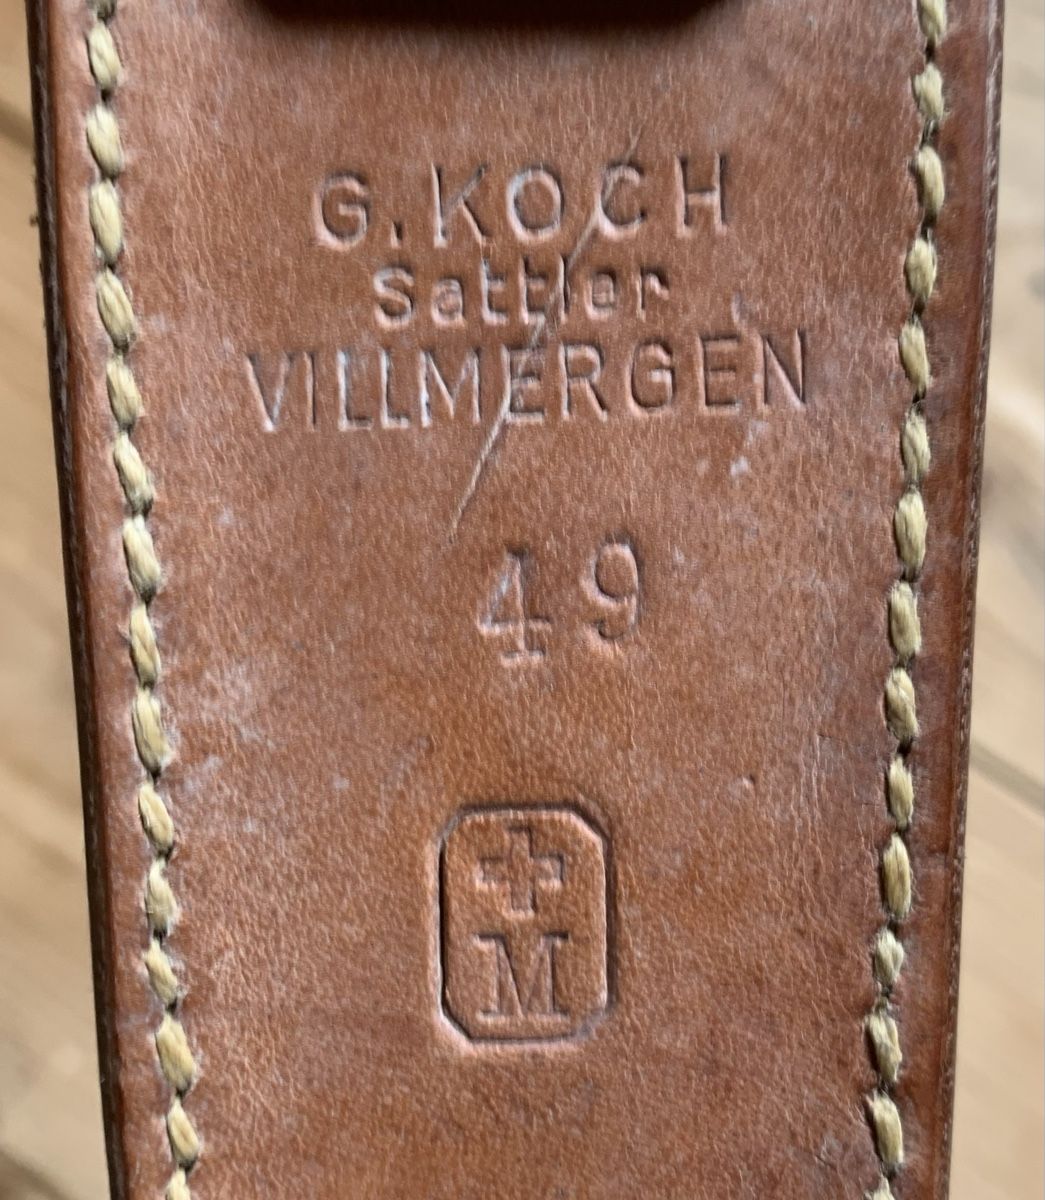 G. KOCH
Sattler
VILLMERGEN
49
M